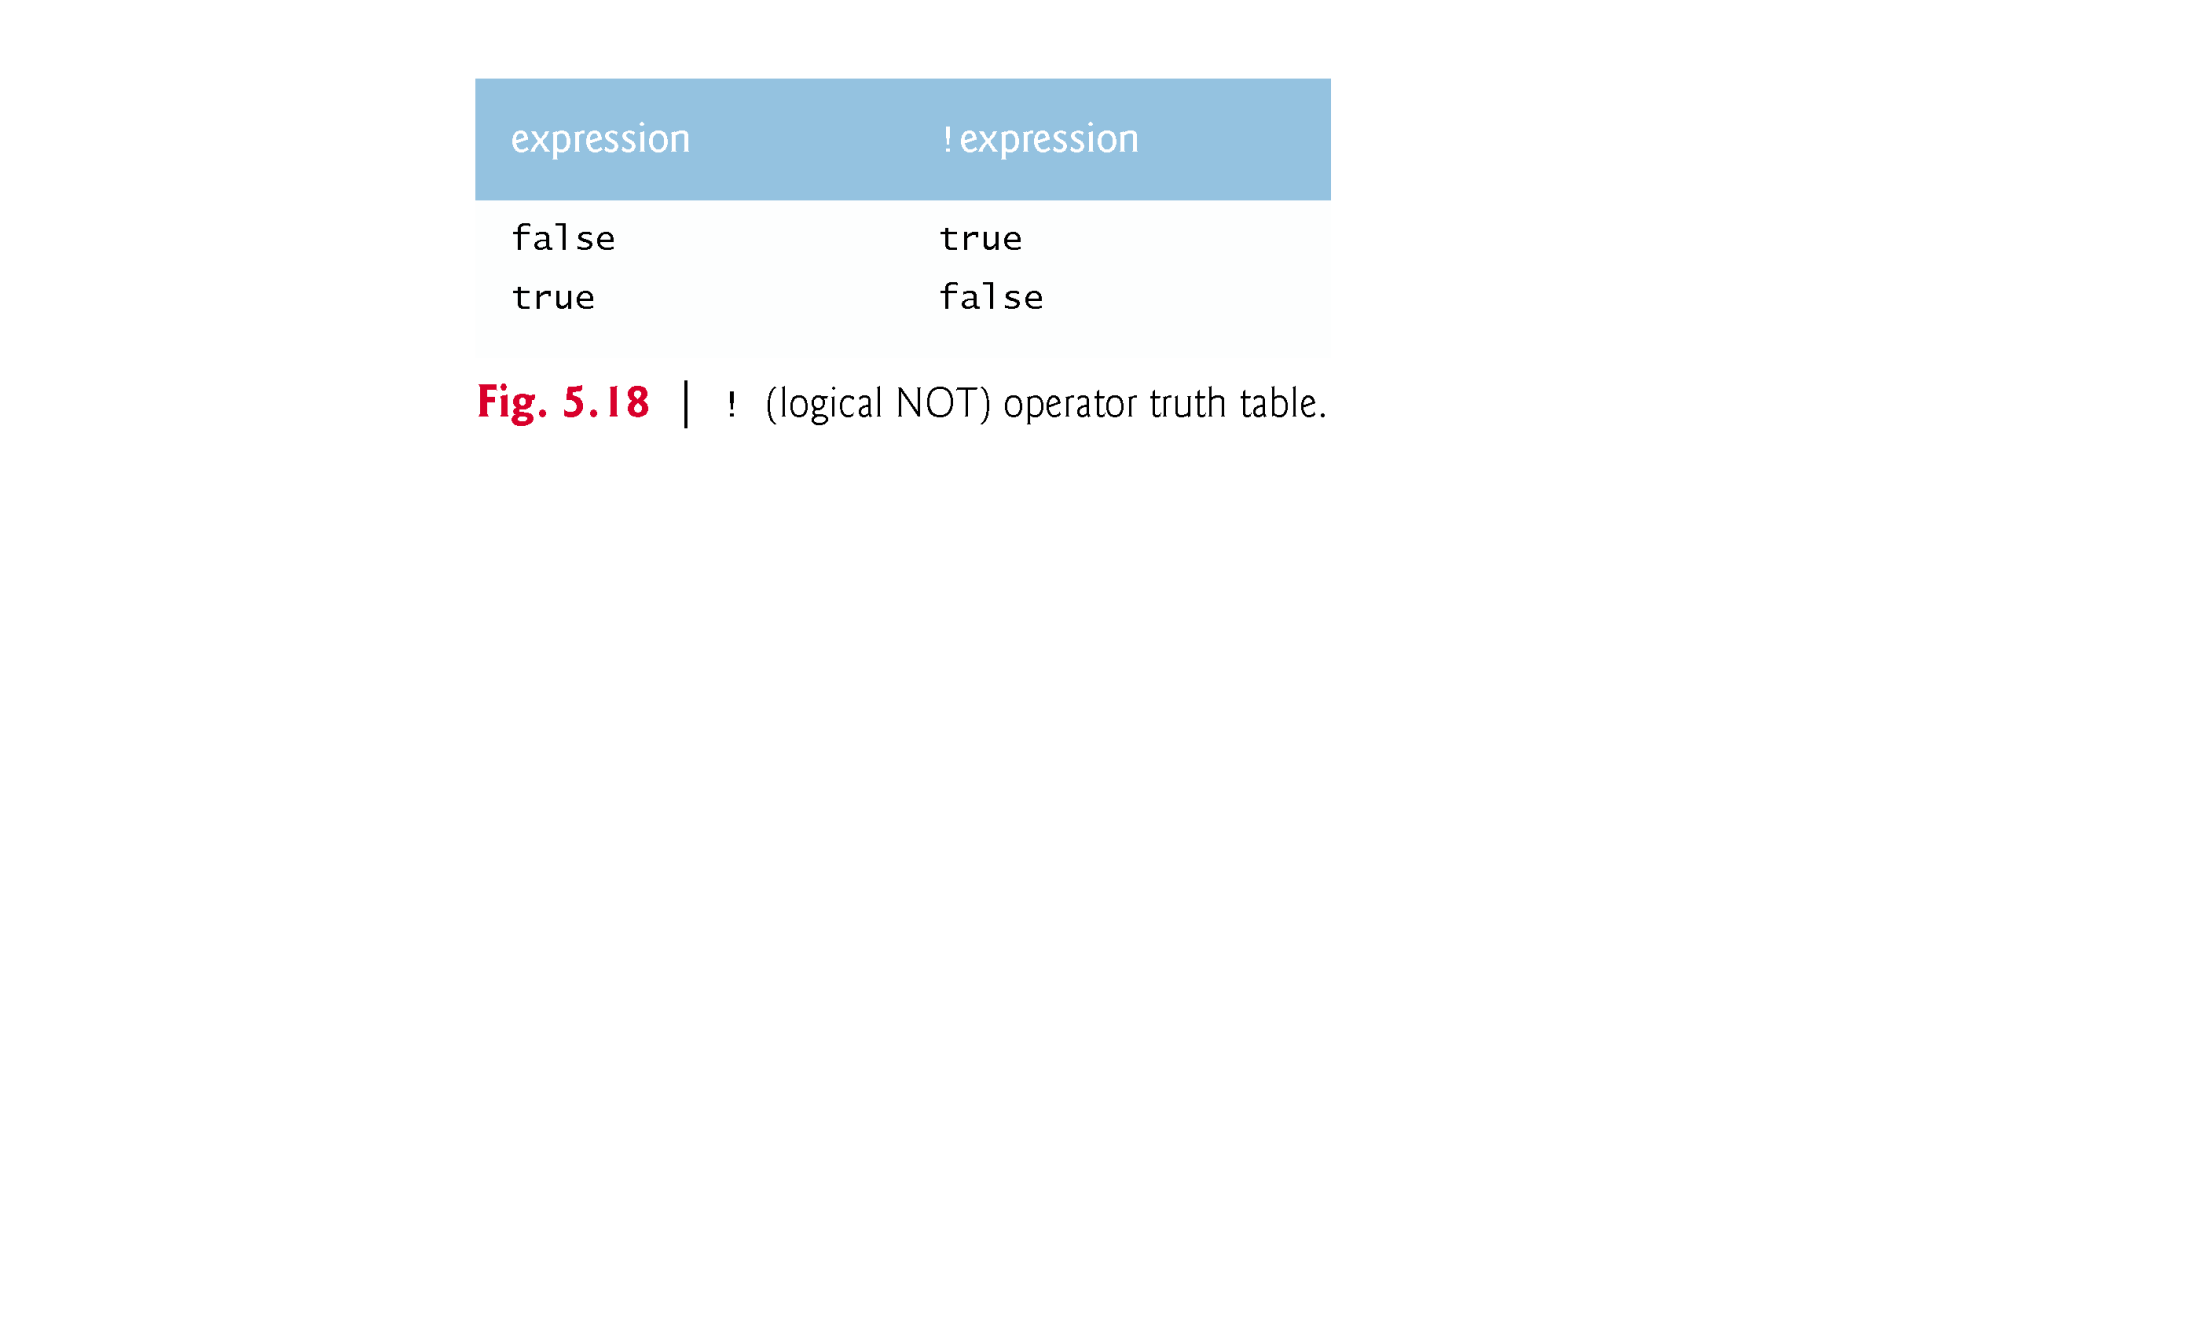 expression !expression
false true
true false
Fig. 5.18 | ! (logical NOT) operator truth table.